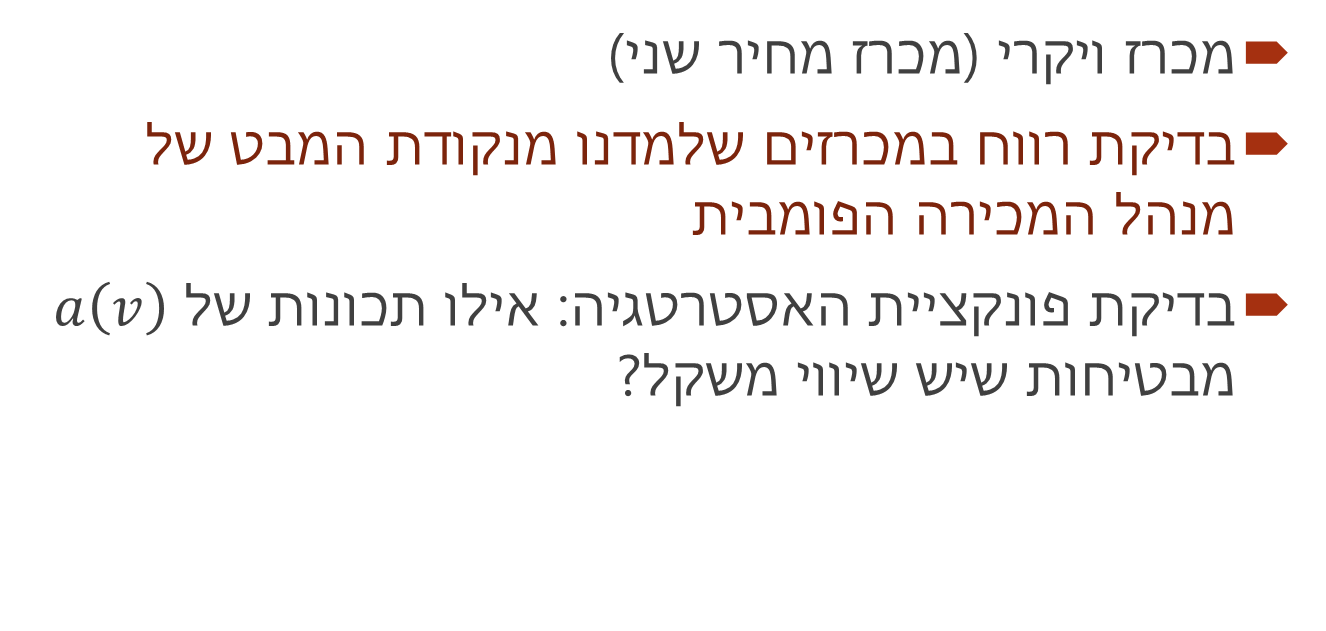 מכרז ויקרי (מכרז מחיר שני)
בדיקת רווח במכרזים שלמדנו מנקודת המבט של
מנהל המכירה הפומבית
בדיקת פונקציית האסטרטגיה: אילו תכונות של a(v)
מבטיחות שיש שיווי משקל?